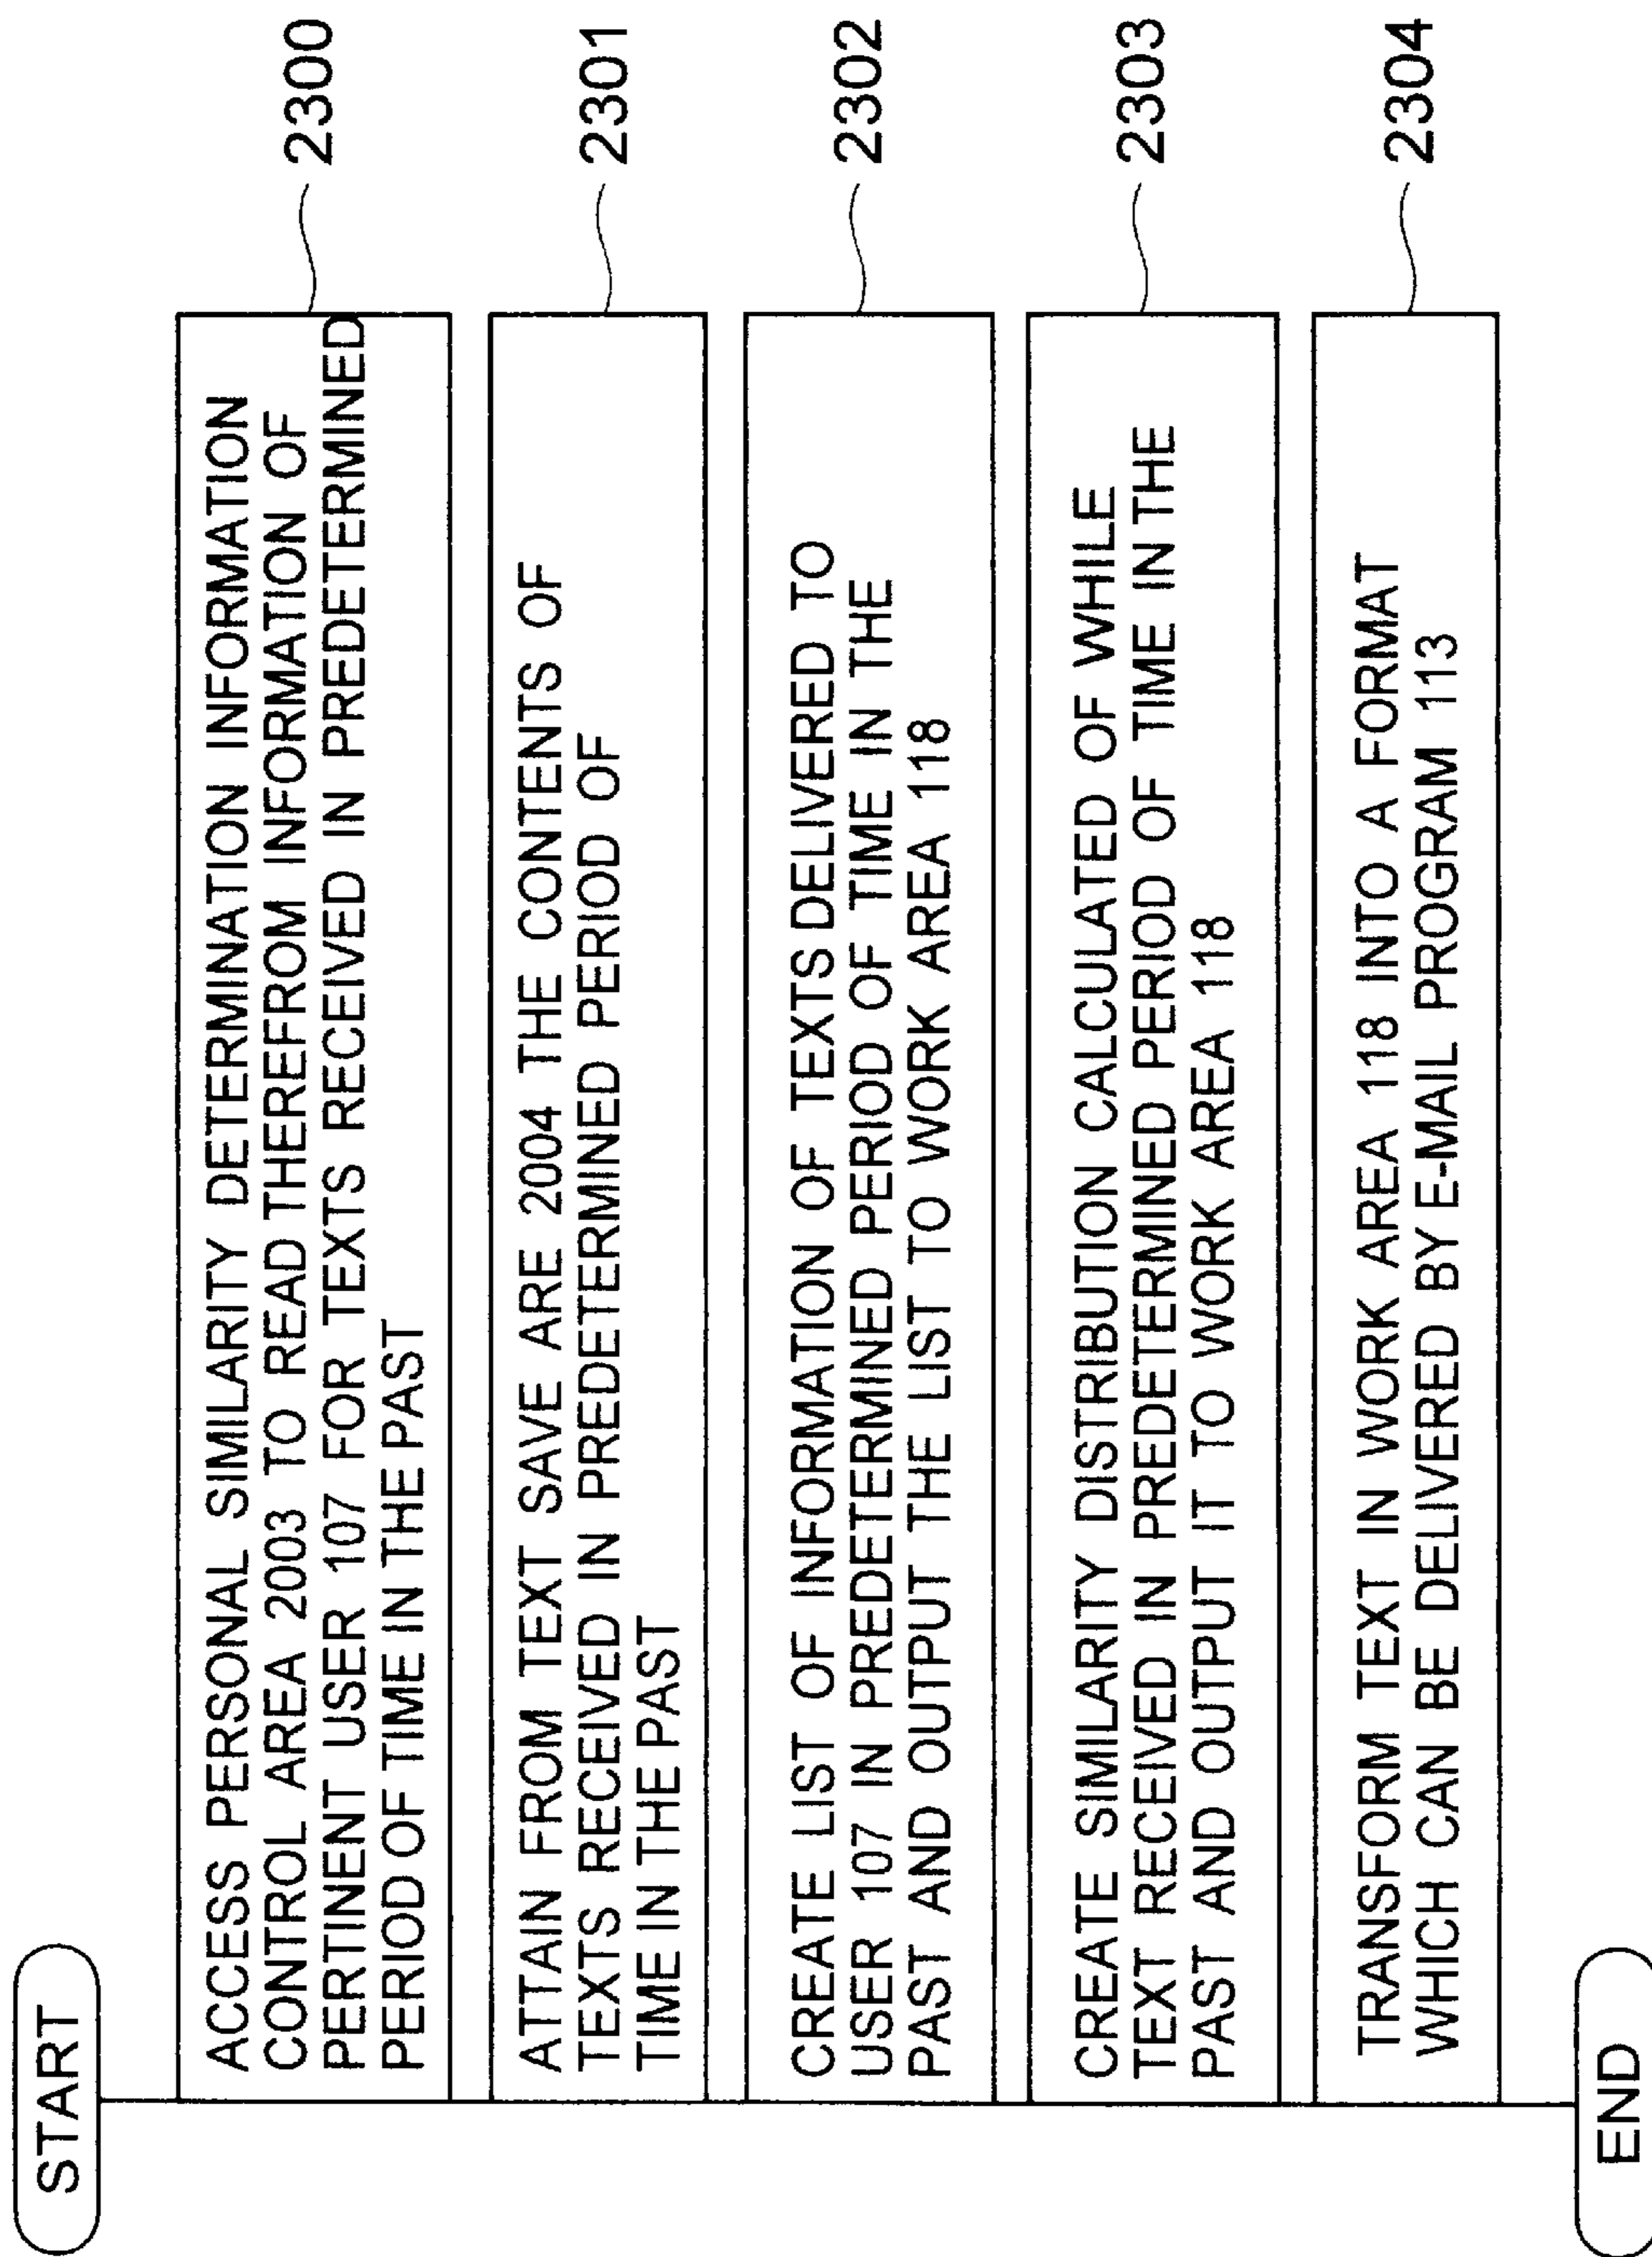 START
ACCESS PERSONAL SIMILARITY DETERMINATION INFORMATION
CONTROL AREA 2003 TO READ THEREFROM INFORMATION OF
PERTINENT USER 107 FOR TEXTS RECEIVED IN PREDETERMINED
PERIOD OF TIME IN THE PAST
2300
ATTAIN FROM TEXT SAVE ARE 2004 THE CONTENTS OF
TEXTS RECEIVED IN PREDETERMINED PERIOD OF
TIME IN THE PAST
2301
CREATE LIST OF INFORMATION OF TEXTS DELIVERED TO
USER 107 IN PREDETERMINED PERIOD OF TIME IN THE
PAST AND OUTPUT THE LIST TO WORK AREA 118
2302
CREATE SIMILARITY DISTRIBUTION CALCULATED OF WHILE
TEXT RECEIVED IN PREDETERMINED PERIOD OF TIME IN THE
PAST AND OUTPUT IT TO WORK AREA 118
2303
TRANSFORM TEXT IN WORK AREA 118 INTO A FORMAT
WHICH CAN BE DELIVERED BY E-MAIL PROGRAM 113
2304
END